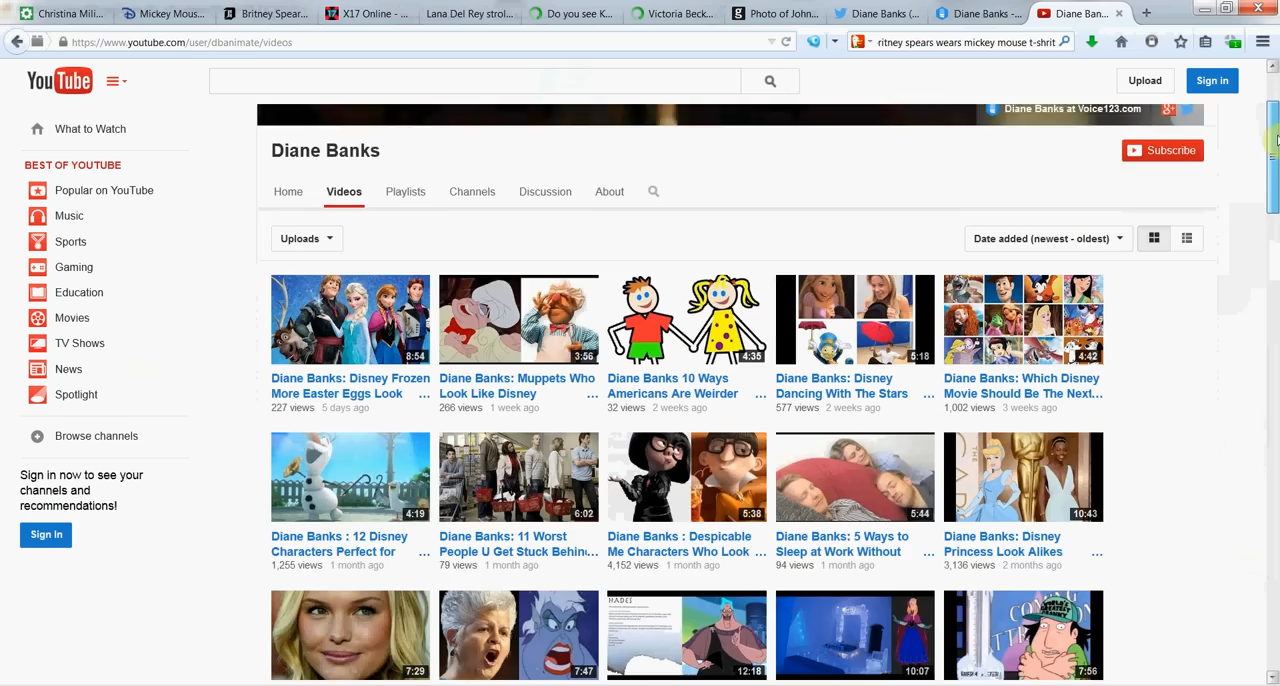 Christina Mili...
Mickey Mous...
Britney Spear...
X17 Online - ...
Lana Del Rey strol...
Do you see K...
Victoria Beck...
Photo of John...
Diane Banks (...
Diane Banks -...
Diane Ban...
https://www.youtube.com/user/dbanimate/videos
ritney spears wears mickey mouse t-shrit
YouTube
Upload
Sign in
What to Watch
BEST OF YOUTUBE
Popular on YouTube
Music
Sports
Gaming
Education
Movies
TV Shows
News
Spotlight
Browse channels
Sign in now to see your
channels and
recommendations!
Sign In
Diane Banks at Voice123.com
Diane Banks
Subscribe
Home
Videos
Playlists
Channels
Discussion
About
Uploads
Date added (newest - oldest)
8:54
3:56
4:35
5:18
4:42
Diane Banks: Disney Frozen
More Easter Eggs Look ...
227 views 5 days ago
Diane Banks: Muppets Who
Look Like Disney ...
266 views 1 week ago
Diane Banks 10 Ways
Americans Are Weirder
32 views 2 weeks ago
Diane Banks: Disney
Dancing With The Stars ...
577 views 2 weeks ago
Diane Banks: Which Disney
Movie Should Be The Next...
1,002 views 3 weeks ago
4:19
6:02
5:38
5:44
10:43
Diane Banks : 12 Disney
Characters Perfect for ...
1,255 views 1 month ago
Diane Banks: 11 Worst
People U Get Stuck Behin...
79 views 1 month ago
Diane Banks : Despicable
Me Characters Who Look ...
4,152 views 1 month ago
Diane Banks: 5 Ways to
Sleep at Work Without
94 views 1 month ago
Diane Banks: Disney
Princess Look Alikes ...
3,136 views 2 months ago
7:29
7:47
HADES
12:18
10:07
7:56